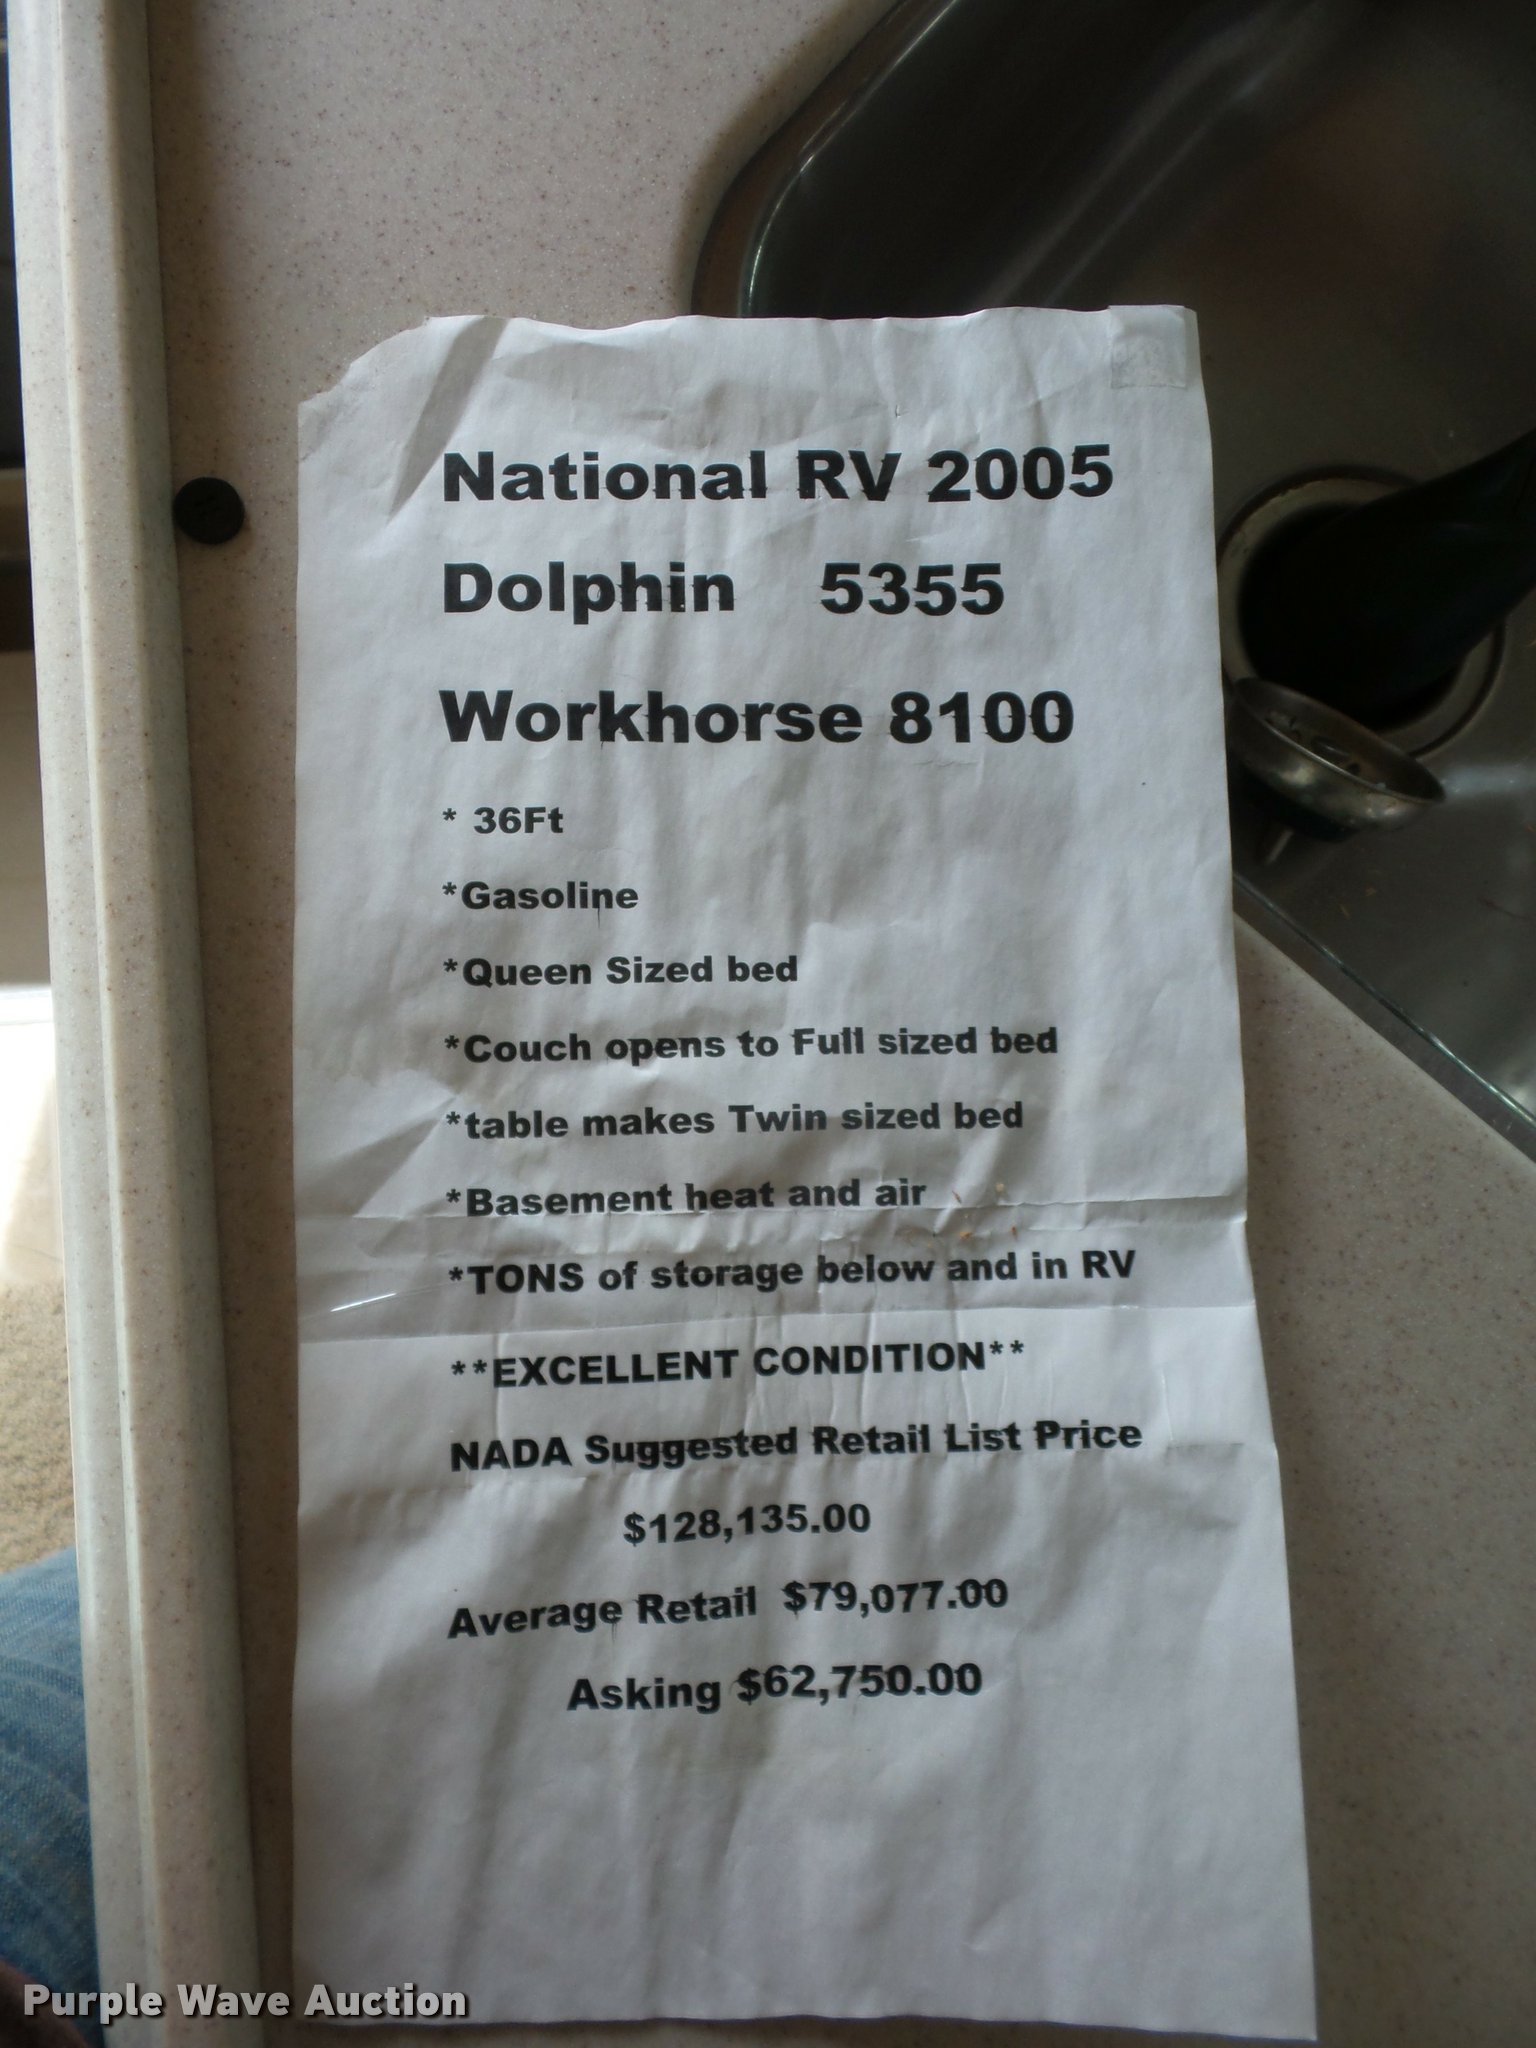 National RV 2005
Dolphin 5355
Workhorse 8100
* 36Ft
*Gasoline
*Queen Sized bed
*Couch opens to Full sized bed
*table makes Twin sized bed
*Basement heat and air
*TONS of storage below and in RV
**EXCELLENT CONDITION**
NADA Suggested Retail List Price
$128,135.00
Average Retail $79,077.00
Asking $62,750.00
Purple Wave Auction